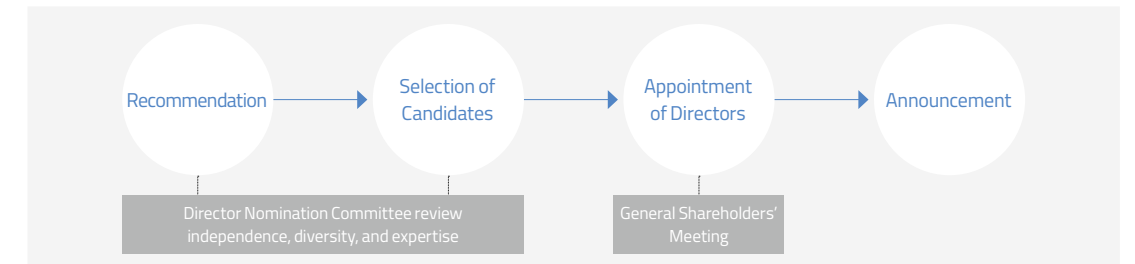 Recommendation
Selection of
Candidates
Appointment
of Directors
Announcement
Director Nomination Committee review
independence, diversity, and expertise
General Shareholders’
Meeting